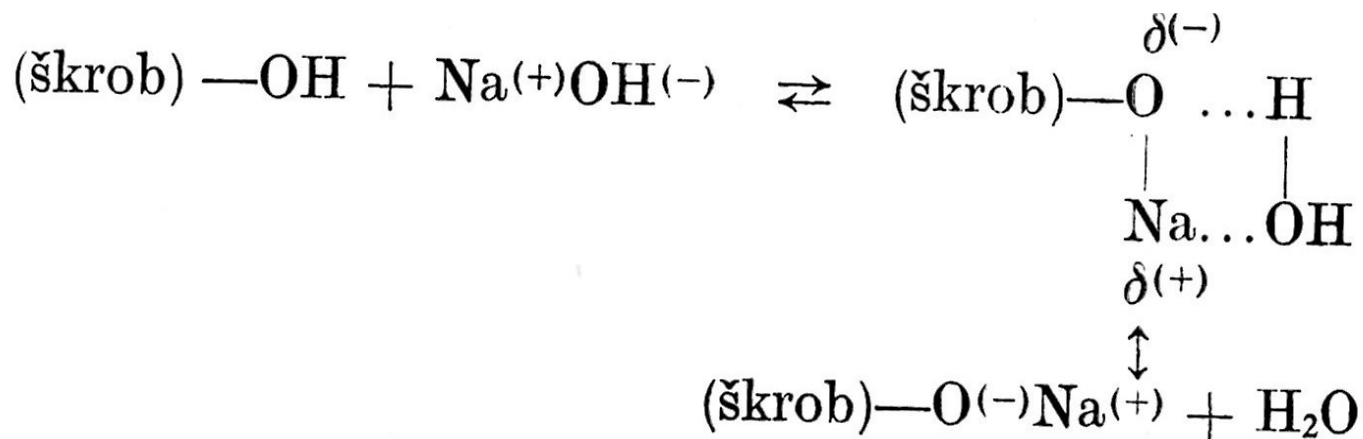 δ(−)
(škrob) —OH + Na(+)OH(−) ⇄ (škrob)—O ...H
Na...OH
δ(+)
↕
(škrob)—O(−)Na(+) + H₂O